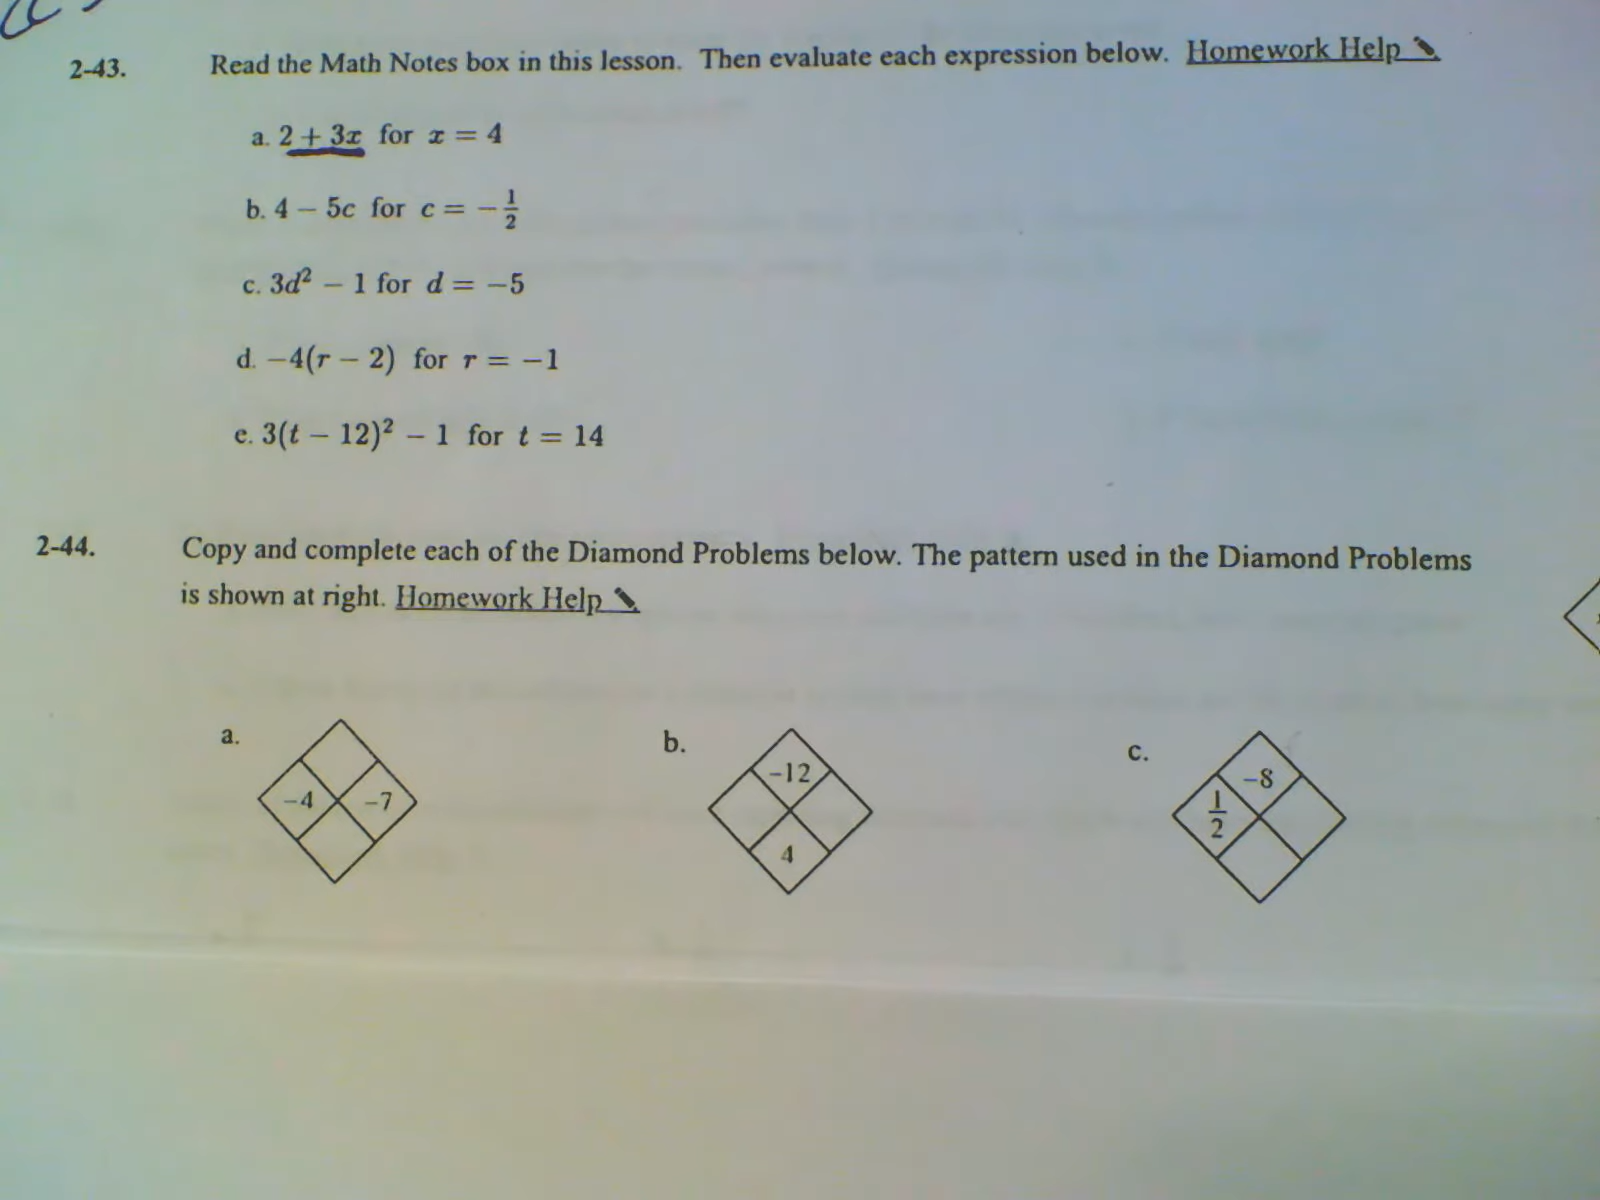 2-43. Read the Math Notes box in this lesson. Then evaluate each expression below. Homework Help ✎
a. 2 + 3x for x = 4
b. 4 − 5c for c = −1/2
c. 3d² − 1 for d = −5
d. −4(r − 2) for r = −1
e. 3(t − 12)² − 1 for t = 14
2-44. Copy and complete each of the Diamond Problems below. The pattern used in the Diamond Problems
is shown at right. Homework Help ✎
a.
−4 −7
b.
−12
4
c.
−8
1/2